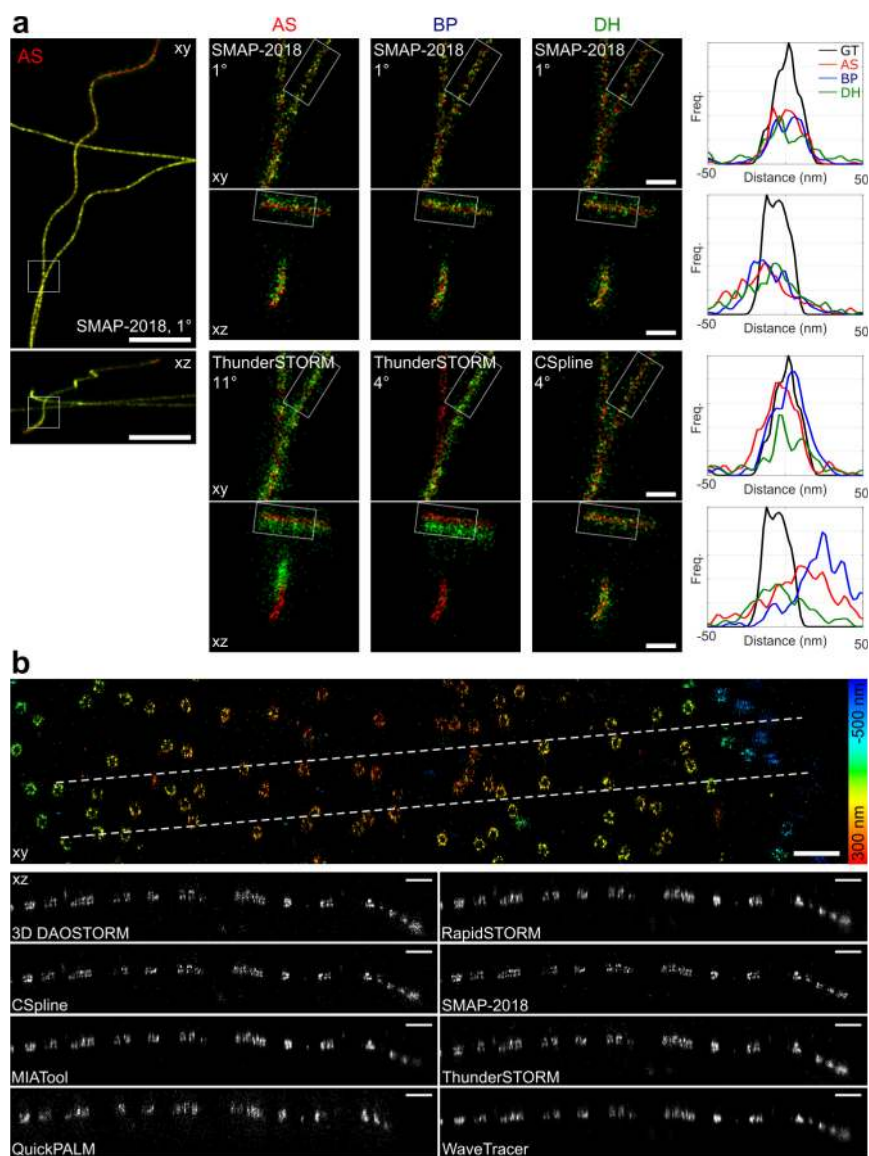 a
AS
BP
DH
AS
xy
SMAP-2018, 1°
xz
SMAP-2018
1°
xy
SMAP-2018
1°
SMAP-2018
1°
xz
ThunderSTORM
11°
xy
ThunderSTORM
4°
CSpline
4°
xz
GT
AS
BP
DH
Freq.
-50
Distance (nm)
50
Freq.
-50
Distance (nm)
50
Freq.
-50
Distance (nm)
50
Freq.
-50
Distance (nm)
50
b
xy
-500 nm
300 nm
xz
3D DAOSTORM
RapidSTORM
CSpline
SMAP-2018
MIATool
ThunderSTORM
QuickPALM
WaveTracer